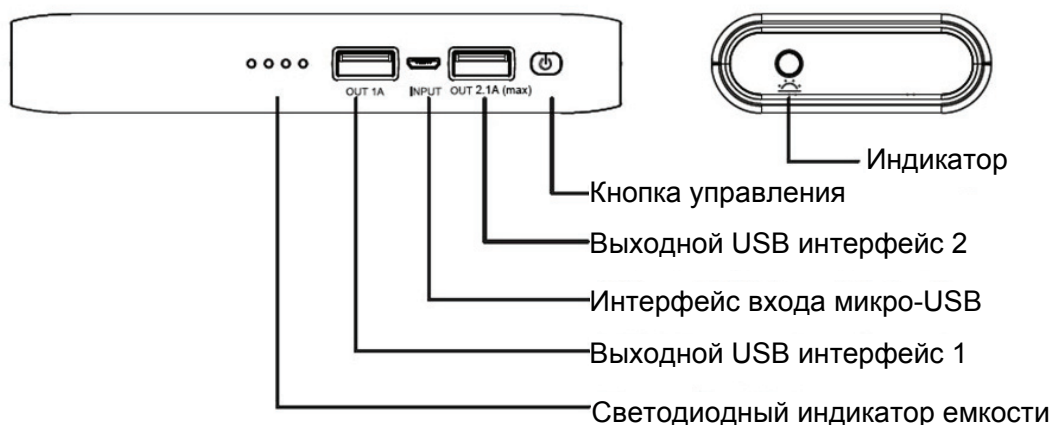 OUT 1A INPUT OUT 2.1A (max)
Индикатор
Кнопка управления
Выходной USB интерфейс 2
Интерфейс входа микро-USB
Выходной USB интерфейс 1
Светодиодный индикатор емкости